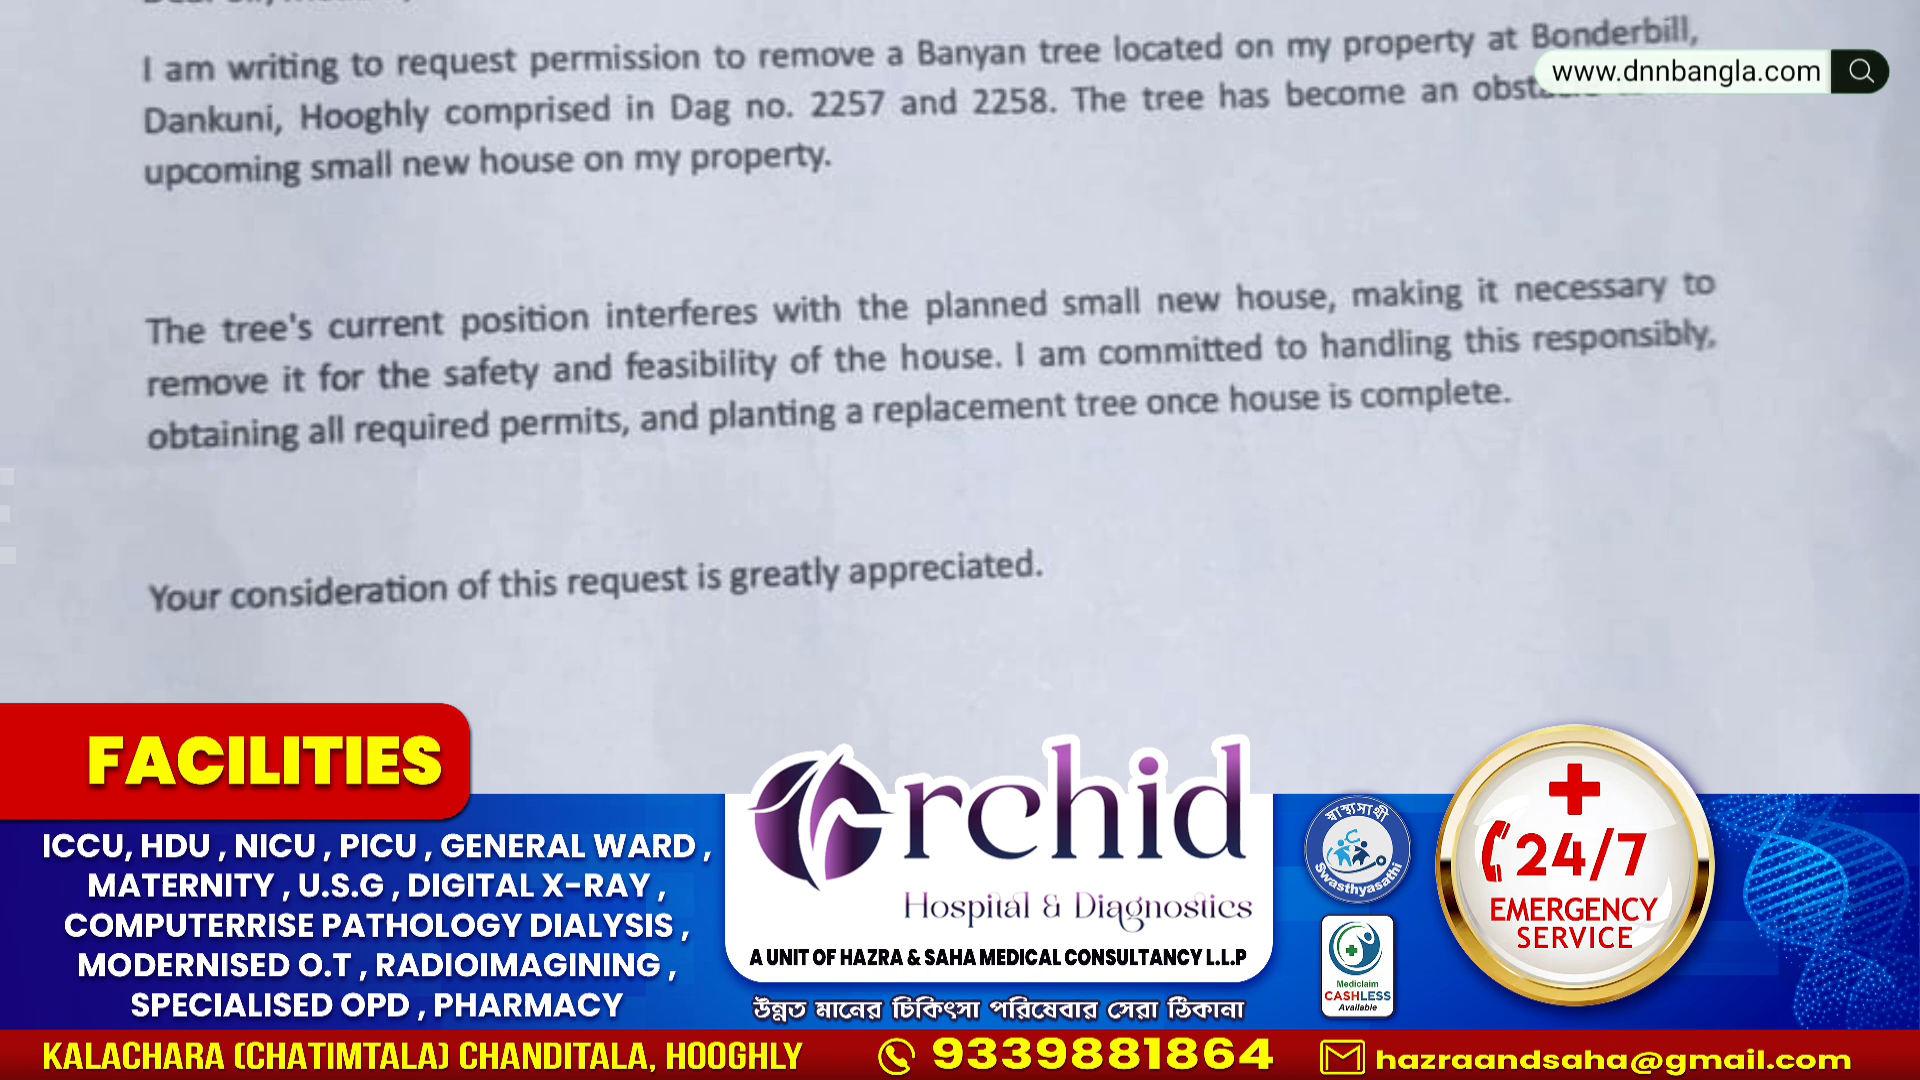 I am writing to request permission to remove a Banyan tree located on my property at Bonderbill,
www.dnnbangla.com
Dankuni, Hooghly comprised in Dag no. 2257 and 2258. The tree has become an
upcoming small new house on my property.
The tree's current position interferes with the planned small new house, making it necessary to
remove it for the safety and feasibility of the house. I am committed to handling this responsibly,
obtaining all required permits, and planting a replacement tree once house is complete.
Your consideration of this request is greatly appreciated.
FACILITIES
ICCU, HDU , NICU , PICU , GENERAL WARD ,
MATERNITY , U.S.G , DIGITAL X-RAY ,
COMPUTERRISE PATHOLOGY DIALYSIS ,
MODERNISED O.T , RADIOIMAGINING ,
SPECIALISED OPD , PHARMACY
Orchid
Hospital & Diagnostics
A UNIT OF HAZRA & SAHA MEDICAL CONSULTANCY L.L.P
উন্নত মানের চিকিৎসা পরিষেবার সেরা ঠিকানা
স্বাস্থ্যসাথী
Swasthyasathi
Mediclaim
CASHLESS
Available
24/7
EMERGENCY
SERVICE
KALACHARA (CHATIMTALA) CHANDITALA, HOOGHLY
9339881864
hazraandsaha@gmail.com